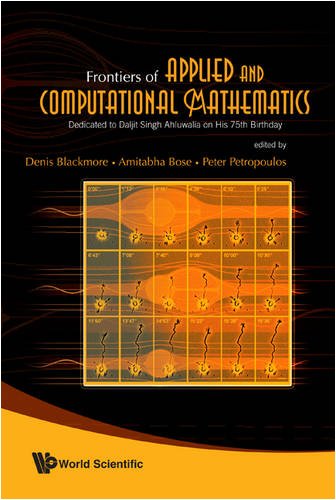 Frontiers of APPLIED AND
COMPUTATIONAL MATHEMATICS
Dedicated to Daljit Singh Ahluwalia on His 75th Birthday
edited by
Denis Blackmore • Amitabha Bose • Peter Petropoulos
World Scientific